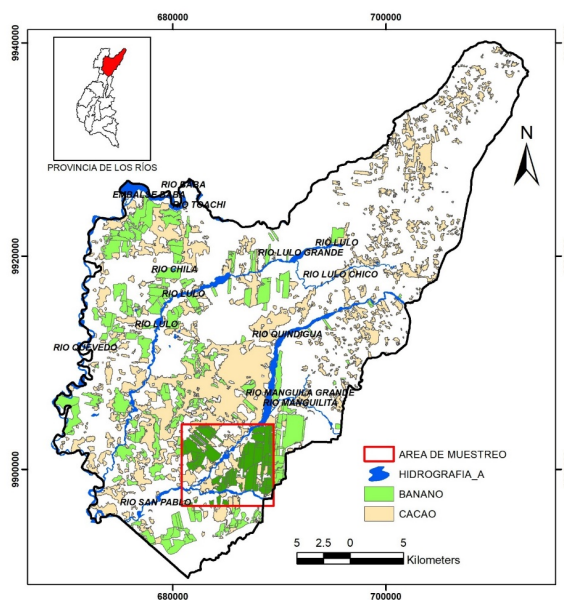 680000
700000
9940000
PROVINCIA DE LOS RÍOS
N
RIO BABA
EMBALSE BABA
RIO TOACHI
9920000
RIO LULO
RIO LULO GRANDE
RIO CHILA
RIO LULO CHICO
RIO LULO
RIO LULO
RIO QUINDIGUA
RIO QUEVEDO
RIO MANGUILA GRANDE
RIO MANGUILITA
9900000
RIO SAN PABLO
AREA DE MUESTREO
HIDROGRAFIA_A
BANANO
CACAO
5 2.5 0 5
Kilometers
680000
700000